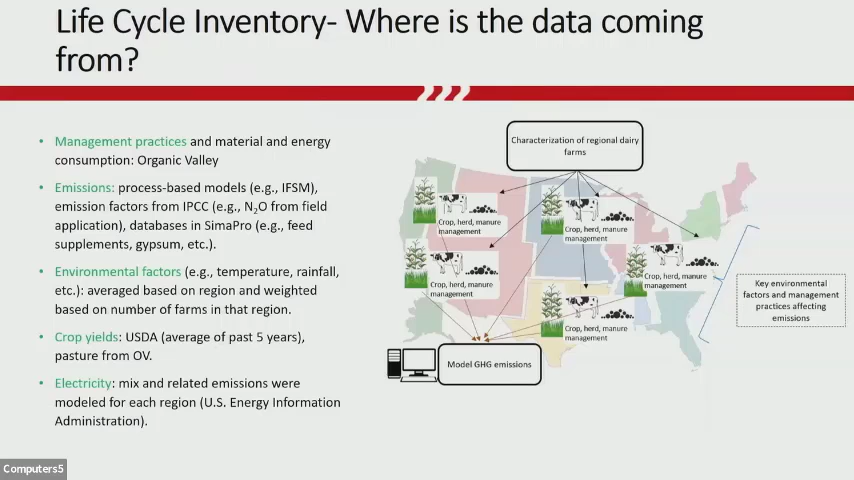 Life Cycle Inventory- Where is the data coming
from?
• Management practices and material and energy
consumption: Organic Valley
• Emissions: process-based models (e.g., IFSM),
emission factors from IPCC (e.g., N₂O from field
application), databases in SimaPro (e.g., feed
supplements, gypsum, etc.).
• Environmental factors (e.g., temperature, rainfall,
etc.): averaged based on region and weighted
based on number of farms in that region.
• Crop yields: USDA (average of past 5 years),
pasture from OV.
• Electricity: mix and related emissions were
modeled for each region (U.S. Energy Information
Administration).
Characterization of regional dairy
farms
Crop, herd, manure
management
Crop, herd, manure
management
Crop, herd, manure
management
Crop, herd, manure
management
Crop, herd, manure
management
Key environmental
factors and management
practices affecting
emissions
Model GHG emissions
Computers5